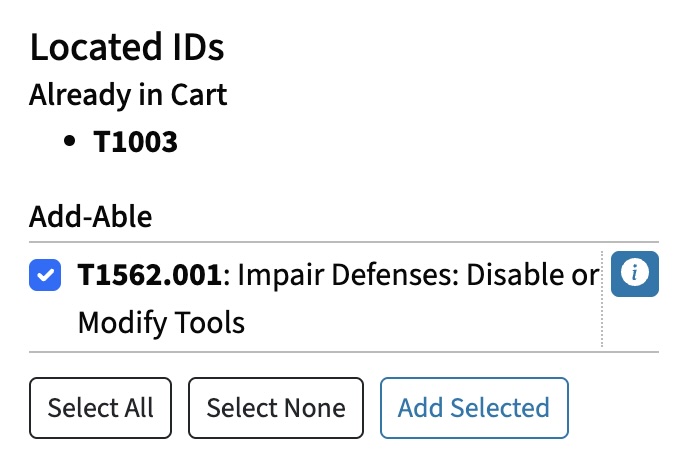 Located IDs
Already in Cart
• T1003
Add-Able
T1562.001: Impair Defenses: Disable or
Modify Tools
Select All Select None Add Selected